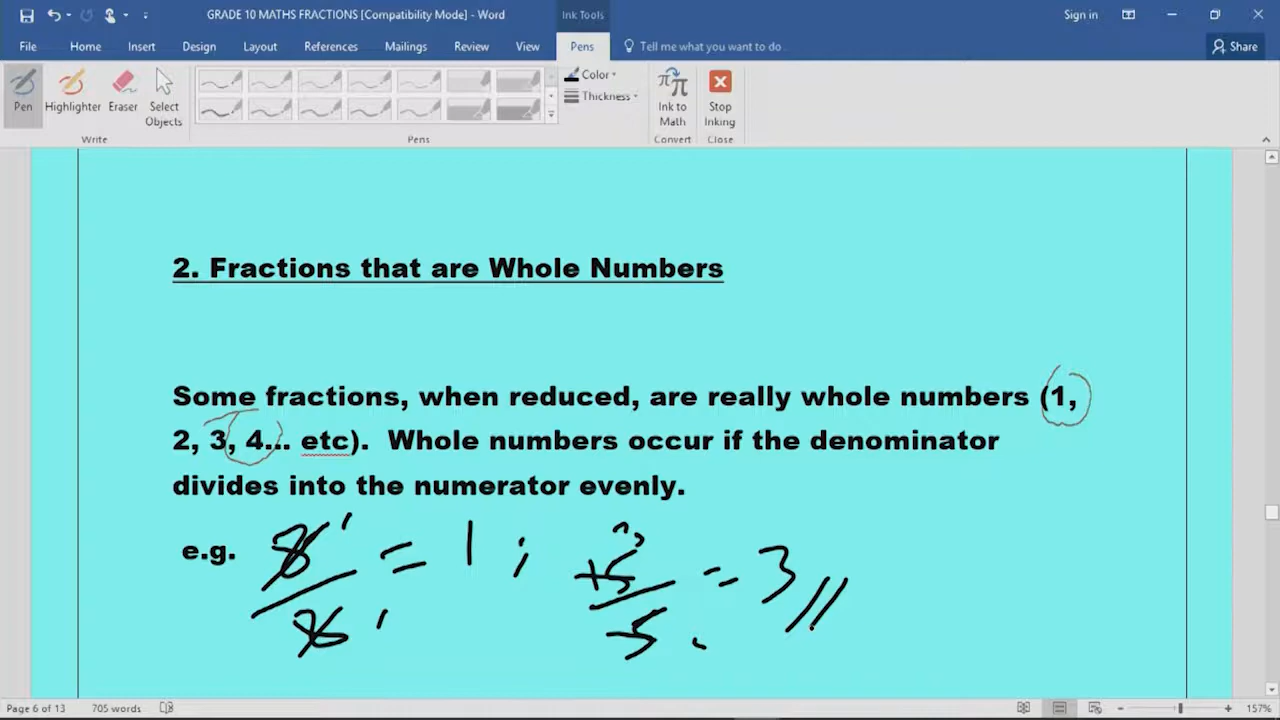 GRADE 10 MATHS FRACTIONS [Compatibility Mode] - Word
Ink Tools
Sign in
File Home Insert Design Layout References Mailings Review View Pens Tell me what you want to do
Share
Pen Highlighter Eraser Select Objects
Color
Thickness
Ink to Math
Stop Inking
Write Pens Convert Close
2. Fractions that are Whole Numbers
Some fractions, when reduced, are really whole numbers (1,
2, 3, 4... etc). Whole numbers occur if the denominator
divides into the numerator evenly.
e.g. 8/8 = 1 ; 15/5 = 3
Page 6 of 13 705 words
157%